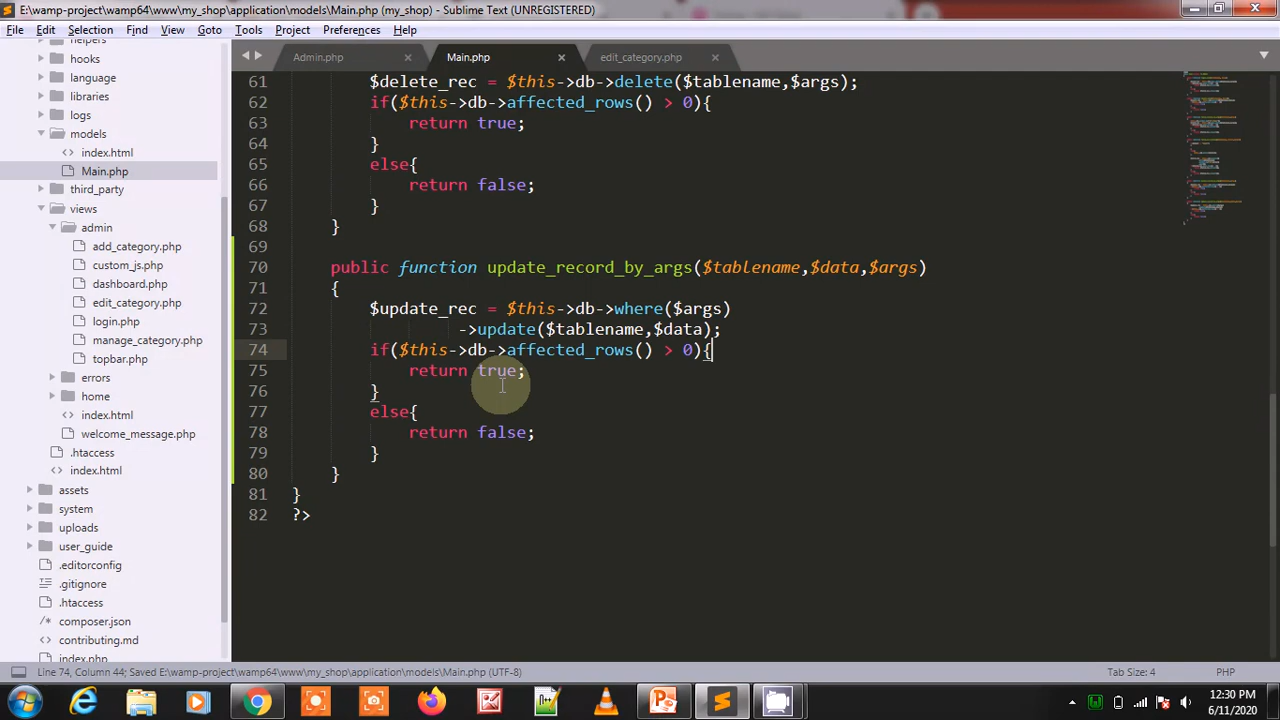 E:\wamp-project\wamp64\www\my_shop\application\models\Main.php (my_shop) - Sublime Text (UNREGISTERED)
File Edit Selection Find View Goto Tools Project Preferences Help
helpers
hooks
language
libraries
logs
models
index.html
Main.php
third_party
views
admin
add_category.php
custom_js.php
dashboard.php
edit_category.php
login.php
manage_category.php
topbar.php
errors
home
index.html
welcome_message.php
.htaccess
index.html
assets
system
uploads
user_guide
.editorconfig
.gitignore
.htaccess
composer.json
contributing.md
index.php
Admin.php Main.php edit_category.php
61 $delete_rec = $this->db->delete($tablename,$args);
62 if($this->db->affected_rows() > 0){
63 return true;
64 }
65 else{
66 return false;
67 }
68 }
69
70 public function update_record_by_args($tablename,$data,$args)
71 {
72 $update_rec = $this->db->where($args)
73 ->update($tablename,$data);
74 if($this->db->affected_rows() > 0){
75 return true;
76 }
77 else{
78 return false;
79 }
80 }
81 }
82 ?>
Line 74, Column 44; Saved E:\wamp-project\wamp64\www\my_shop\application\models\Main.php (UTF-8)
Tab Size: 4 PHP
12:30 PM
6/11/2020